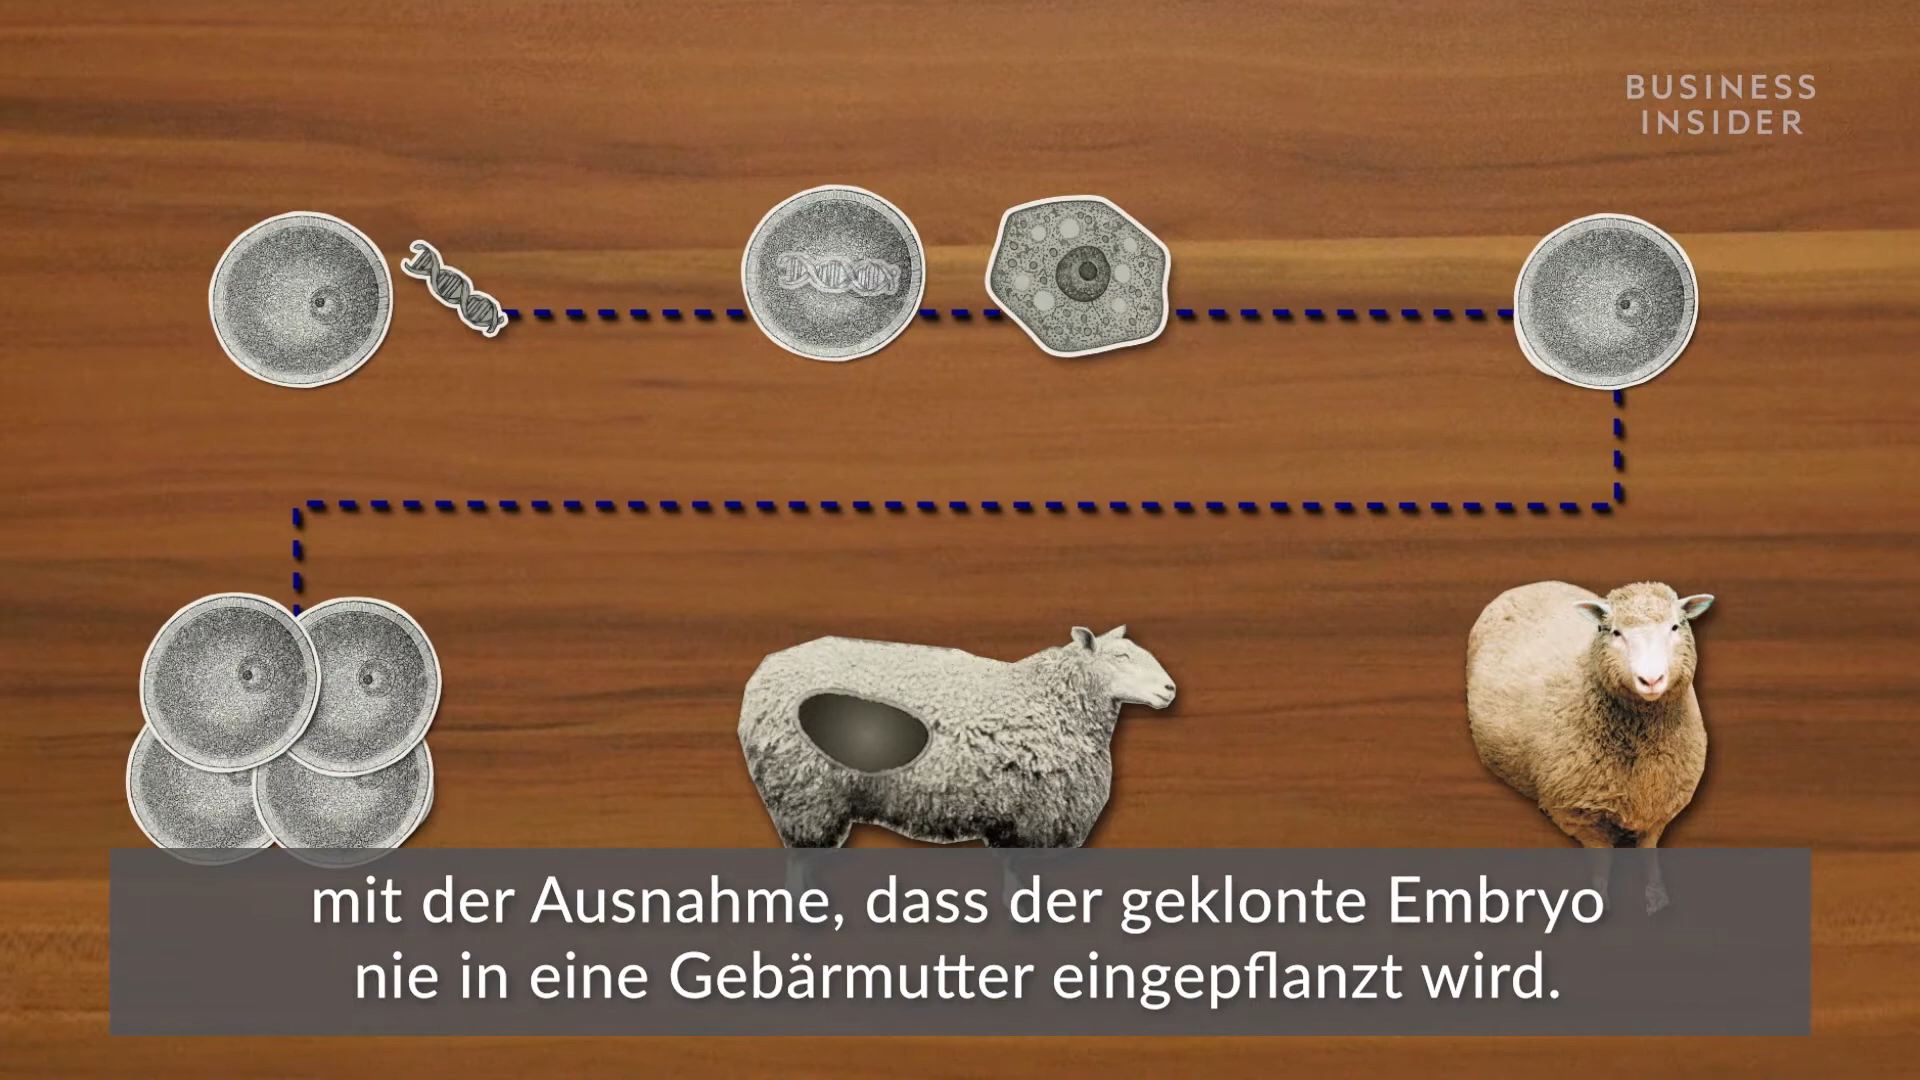 BUSINESS
INSIDER
mit der Ausnahme, dass der geklonte Embryo
nie in eine Gebärmutter eingepflanzt wird.